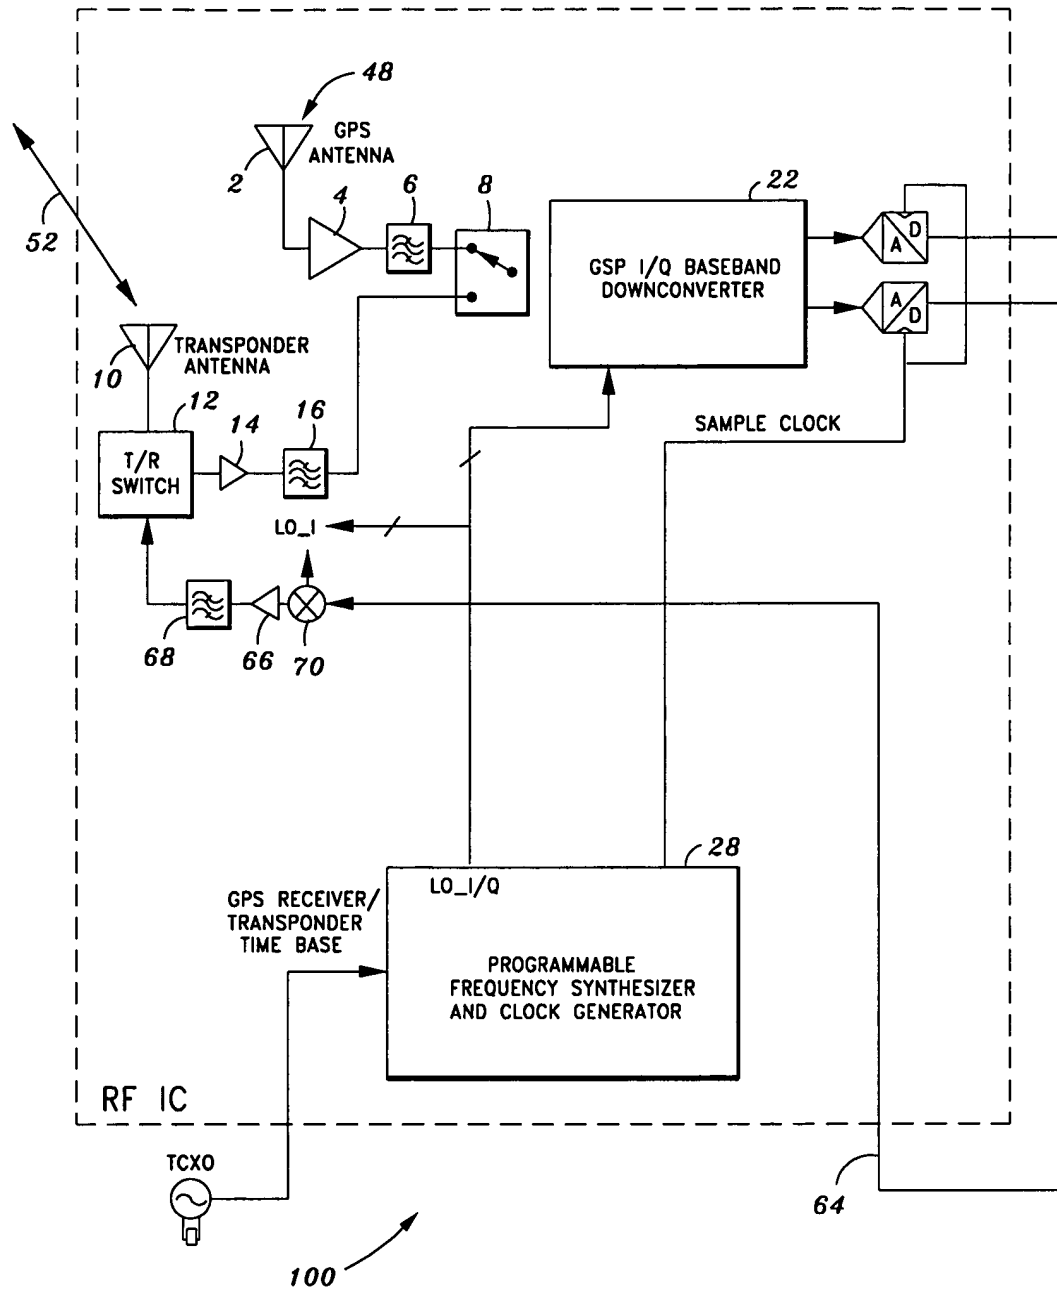 48
GPS
ANTENNA
2
4
6
8
22
52
GSP I/Q BASEBAND
DOWNCONVERTER
A
D
A
D
10
TRANSPONDER
ANTENNA
12
14
16
T/R
SWITCH
SAMPLE CLOCK
LO_I
68
66
70
28
LO_I/Q
GPS RECEIVER/
TRANSPONDER
TIME BASE
PROGRAMMABLE
FREQUENCY SYNTHESIZER
AND CLOCK GENERATOR
RF IC
TCXO
64
100